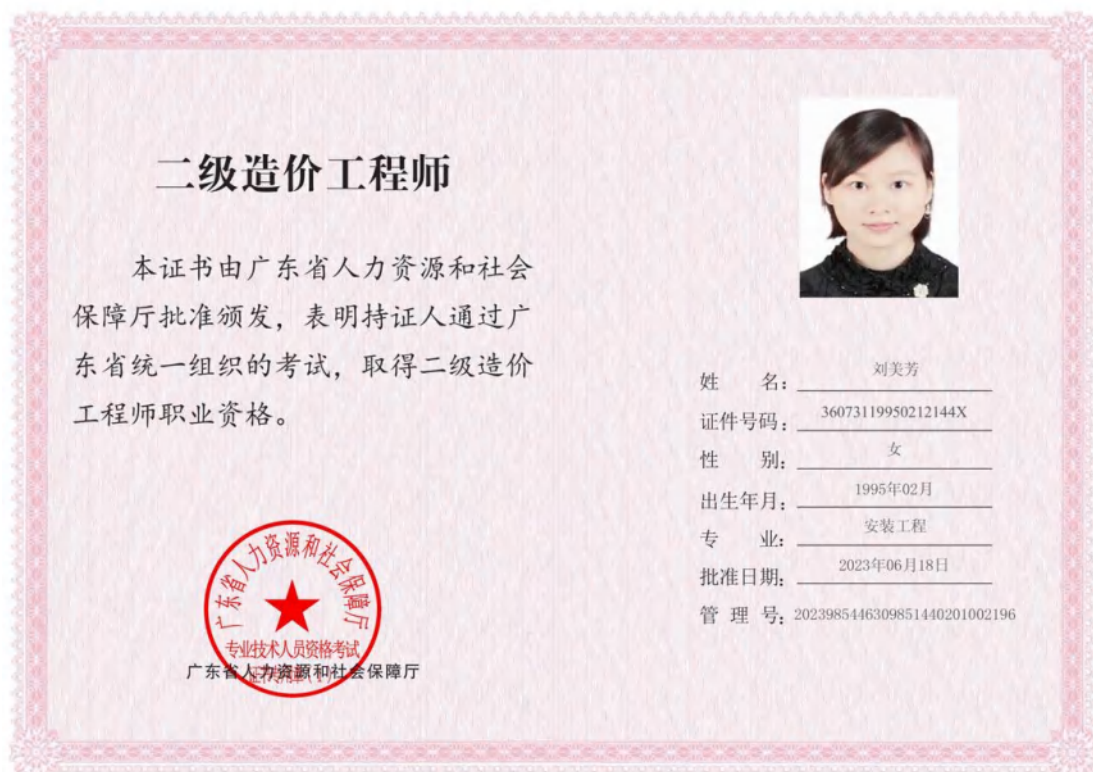 二级造价工程师
本证书由广东省人力资源和社会
保障厅批准颁发，表明持证人通过广
东省统一组织的考试，取得二级造价
工程师职业资格。
姓 名：刘美芳
证件号码：36073119950212144X
性 别：女
出生年月：1995年02月
专 业：安装工程
批准日期：2023年06月18日
管 理 号：20239854463098514402010​02196
广东省人力资源和社会保障厅
专业技术人员资格考试
广东省人力资源和社会保障厅